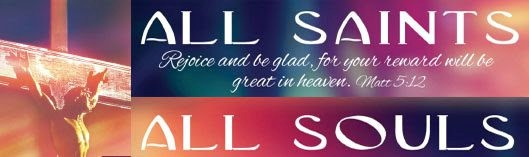 ALL SAINTS
Rejoice and be glad, for your reward will be
great in heaven. Matt 5:12
ALL SOULS